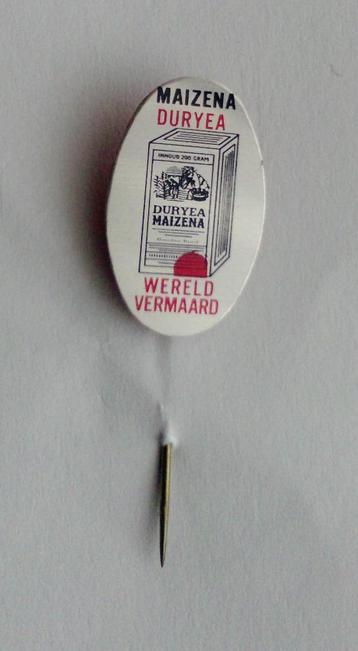 MAIZENA
DURYEA
INHOUD 200 GRAM
DURYEA
MAIZENA
WERELD
VERMAARD